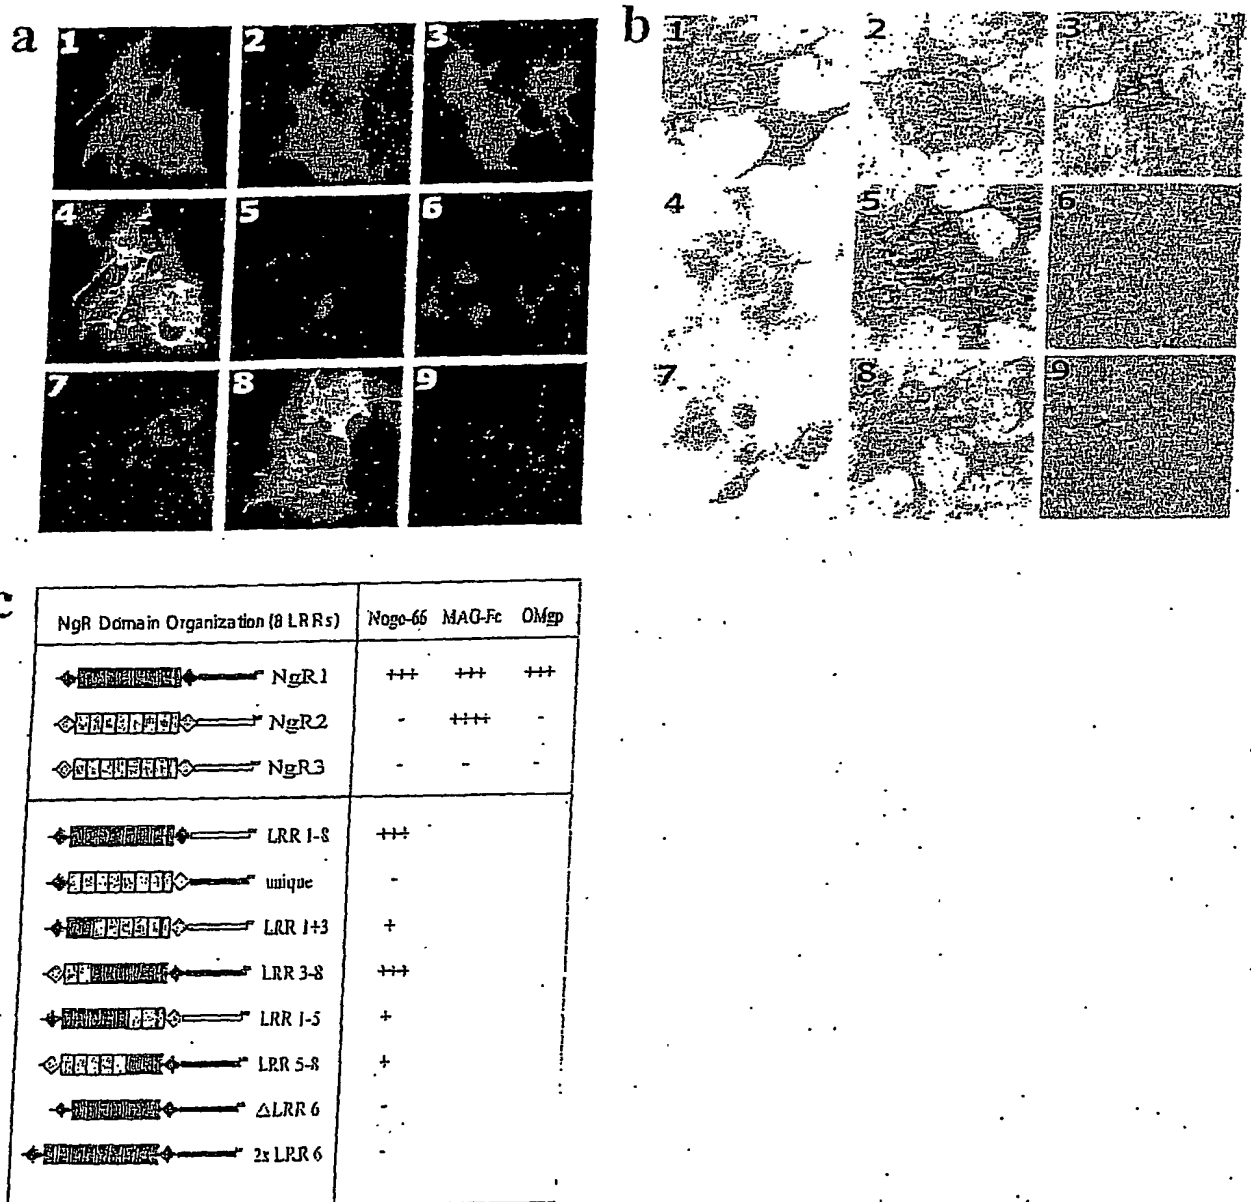 a
b
1 2 3
4 5 6
7 8 9
1 2 3
4 5 6
7 8 9
c
NgR Domain Organization (8 LRRs) Nogo-66 MAG-Fc OMgp
NgR1 +++ +++ +++
NgR2 - ++++ -
NgR3 - - -
LRR 1-8 +++
unique -
LRR 1+3 +
LRR 3-8 +++
LRR 1-5 +
LRR 5-8 +
△LRR 6 -
2x LRR 6 -